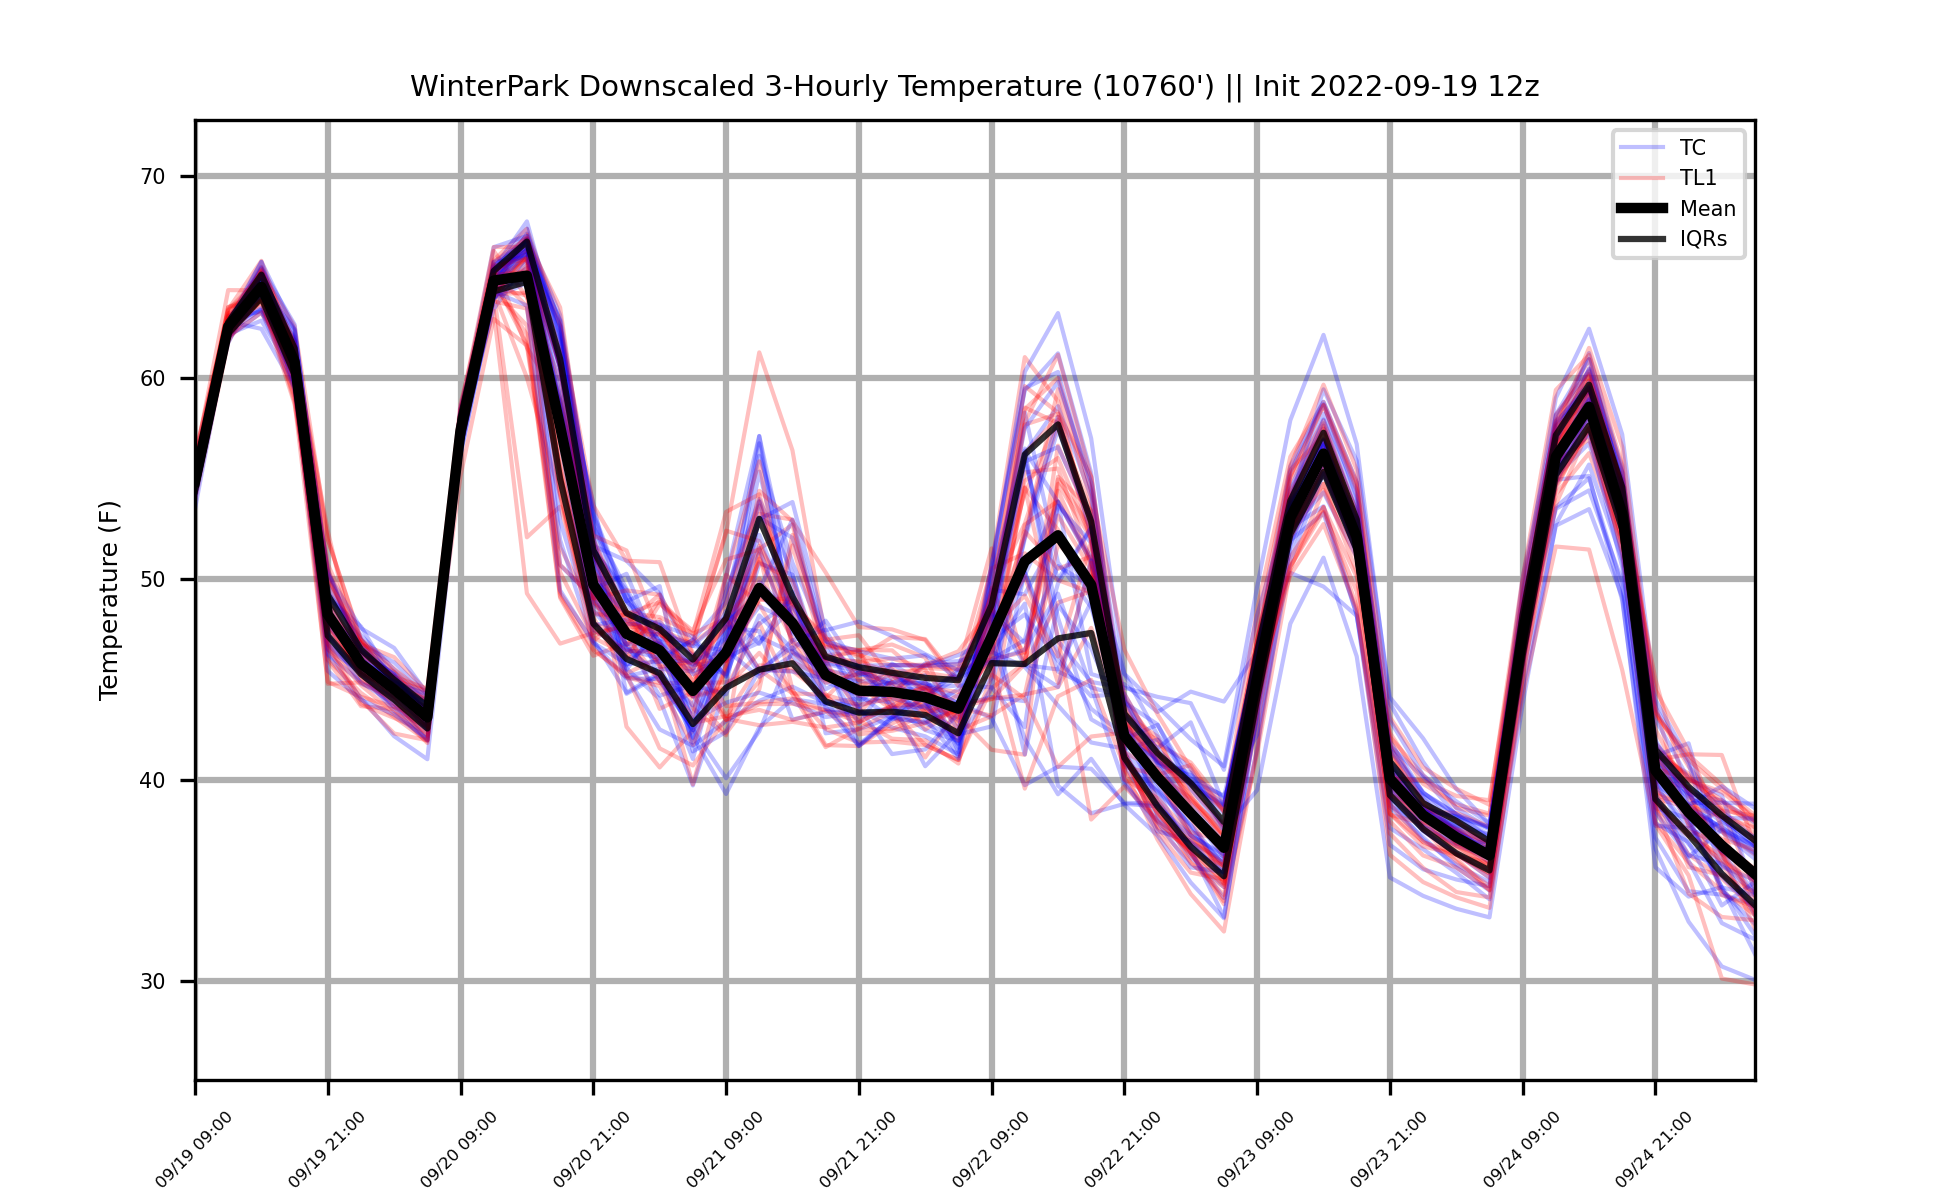 WinterPark Downscaled 3-Hourly Temperature (10760') || Init 2022-09-19 12z
TC
TL1
Mean
IQRs
70
60
50
40
30
Temperature (F)
09/19 09:00
09/19 21:00
09/20 09:00
09/20 21:00
09/21 09:00
09/21 21:00
09/22 09:00
09/22 21:00
09/23 09:00
09/23 21:00
09/24 09:00
09/24 21:00